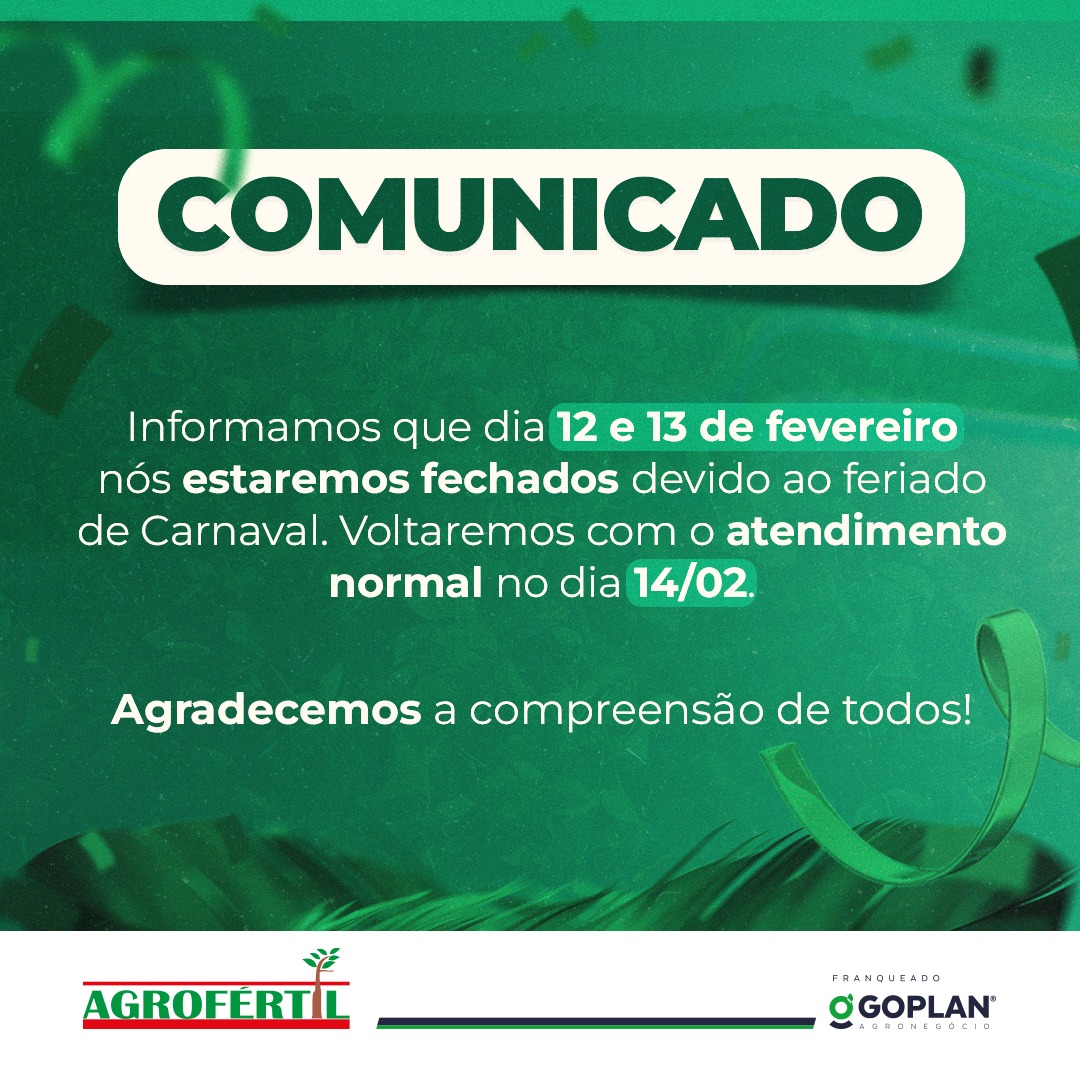 COMUNICADO
Informamos que dia 12 e 13 de fevereiro
nós estaremos fechados devido ao feriado
de Carnaval. Voltaremos com o atendimento
normal no dia 14/02.
Agradecemos a compreensão de todos!
AGROFÉRTIL
FRANQUEADO
GOPLAN®
AGRONEGÓCIO